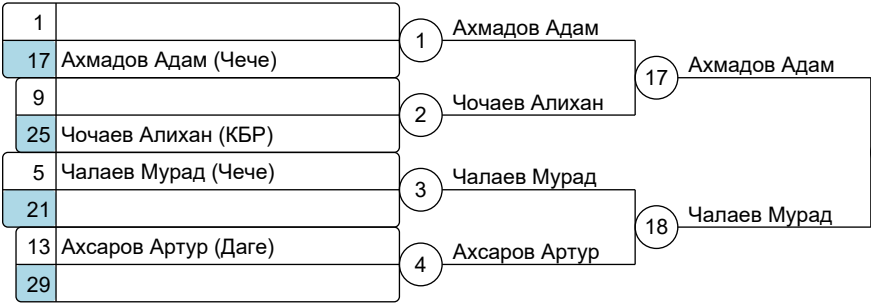 1
17 Ахмадов Адам (Чече)
9
25 Чочаев Алихан (КБР)
5 Чалаев Мурад (Чече)
21
13 Ахсаров Артур (Даге)
29
1 Ахмадов Адам
2 Чочаев Алихан
3 Чалаев Мурад
4 Ахсаров Артур
17 Ахмадов Адам
18 Чалаев Мурад